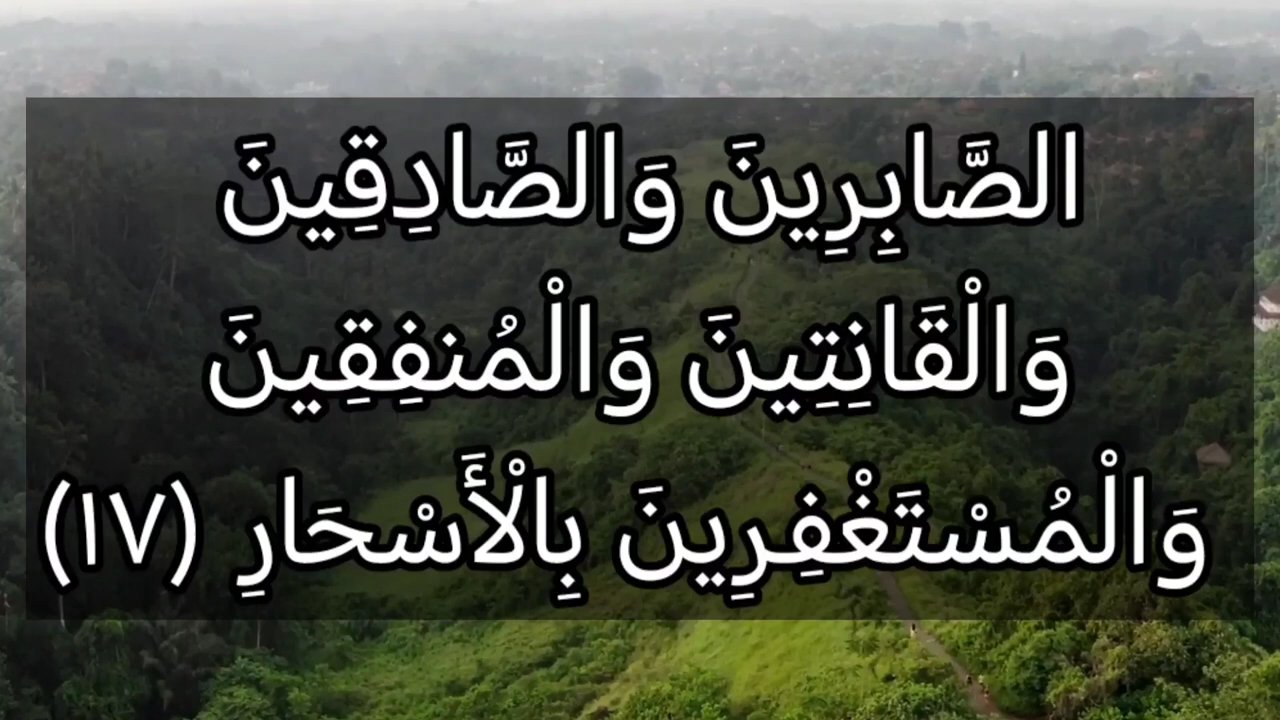 الصَّابِرِينَ وَالصَّادِقِينَ
وَالْقَانِتِينَ وَالْمُنفِقِينَ
وَالْمُسْتَغْفِرِينَ بِالْأَسْحَارِ (١٧)